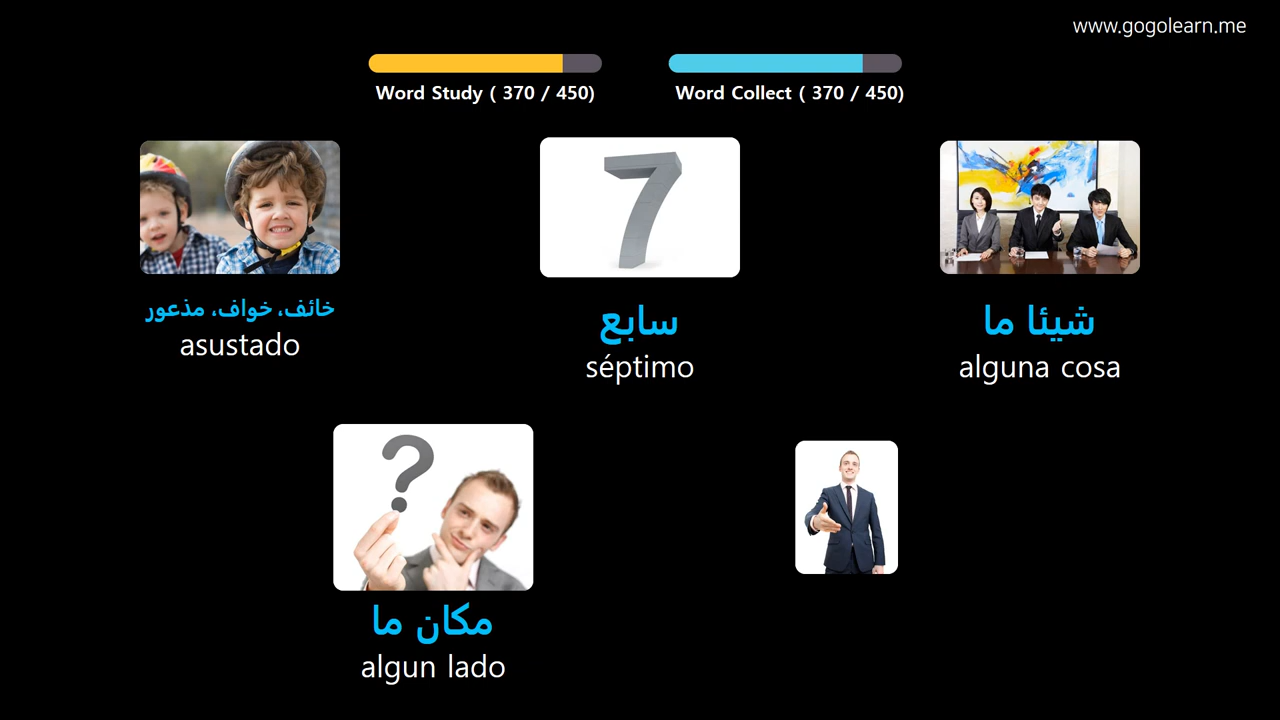 www.gogolearn.me
Word Study ( 370 / 450)
Word Collect ( 370 / 450)
خائف، خواف، مذعور
asustado
سابع
séptimo
شيئا ما
alguna cosa
مكان ما
algun lado